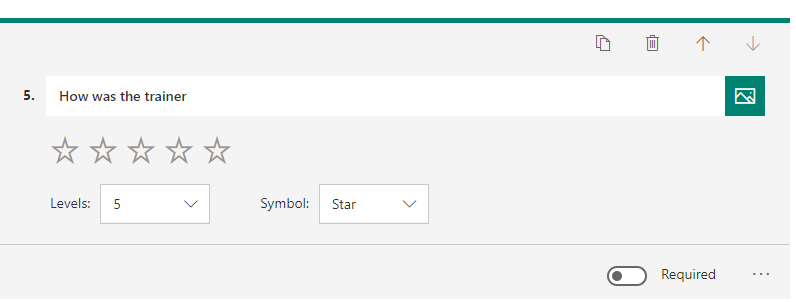 5. How was the trainer
Levels: 5 Symbol: Star
Required